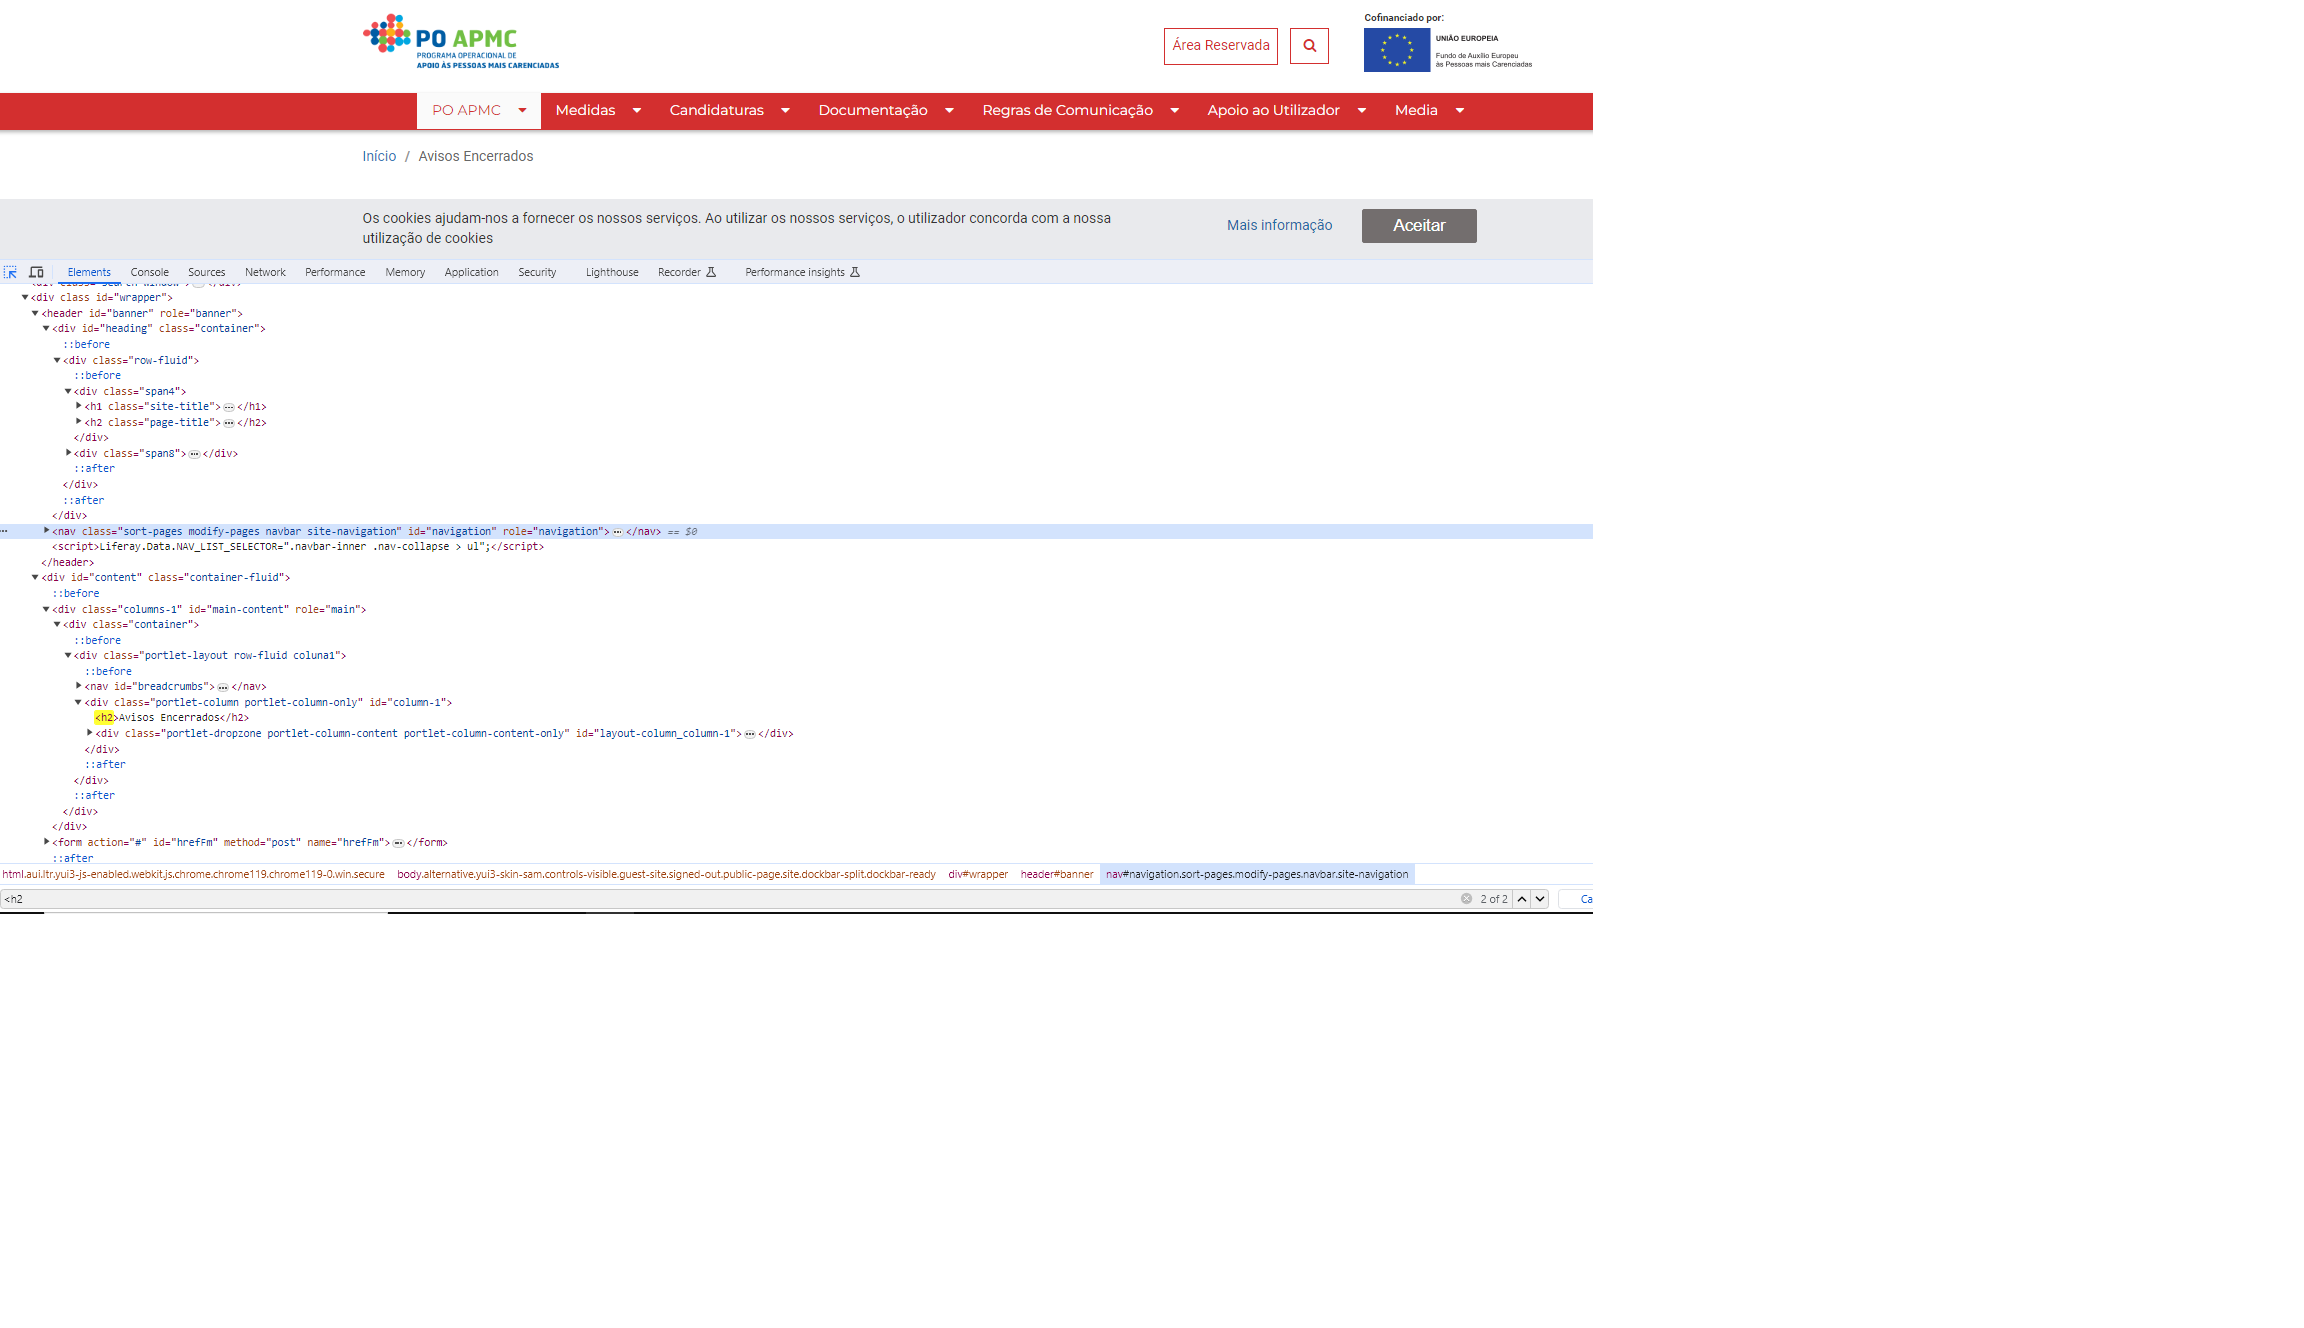 PO APMC
PROGRAMA OPERACIONAL DE
APOIO ÀS PESSOAS MAIS CARENCIADAS
Área Reservada
Cofinanciado por:
UNIÃO EUROPEIA
Fundo de Auxílio Europeu
às Pessoas mais Carenciadas
PO APMC Medidas Candidaturas Documentação Regras de Comunicação Apoio ao Utilizador Media
Início / Avisos Encerrados
Os cookies ajudam-nos a fornecer os nossos serviços. Ao utilizar os nossos serviços, o utilizador concorda com a nossa
utilização de cookies
Mais informação
Aceitar
Elements Console Sources Network Performance Memory Application Security Lighthouse Recorder Performance insights
<div class id="wrapper">
<header id="banner" role="banner">
<div id="heading" class="container">
::before
<div class="row-fluid">
::before
<div class="span4">
<h1 class="site-title">…</h1>
<h2 class="page-title">…</h2>
</div>
<div class="span8">…</div>
::after
</div>
::after
</div>
… <nav class="sort-pages modify-pages navbar site-navigation" id="navigation" role="navigation">…</nav> == $0
<script>Liferay.Data.NAV_LIST_SELECTOR=".navbar-inner .nav-collapse > ul";</script>
</header>
<div id="content" class="container-fluid">
::before
<div class="columns-1" id="main-content" role="main">
<div class="container">
::before
<div class="portlet-layout row-fluid coluna1">
::before
<nav id="breadcrumbs">…</nav>
<div class="portlet-column portlet-column-only" id="column-1">
<h2>Avisos Encerrados</h2>
<div class="portlet-dropzone portlet-column-content portlet-column-content-only" id="layout-column_column-1">…</div>
</div>
::after
</div>
::after
</div>
</div>
<form action="#" id="hrefFm" method="post" name="hrefFm">…</form>
::after
html.aui.ltr.yui3-js-enabled.webkit.js.chrome.chrome119.chrome119-0.win.secure body.alternative.yui3-skin-sam.controls-visible.guest-site.signed-out.public-page.site.dockbar-split.dockbar-ready div#wrapper header#banner nav#navigation.sort-pages.modify-pages.navbar.site-navigation
<h2 2 of 2 Ca